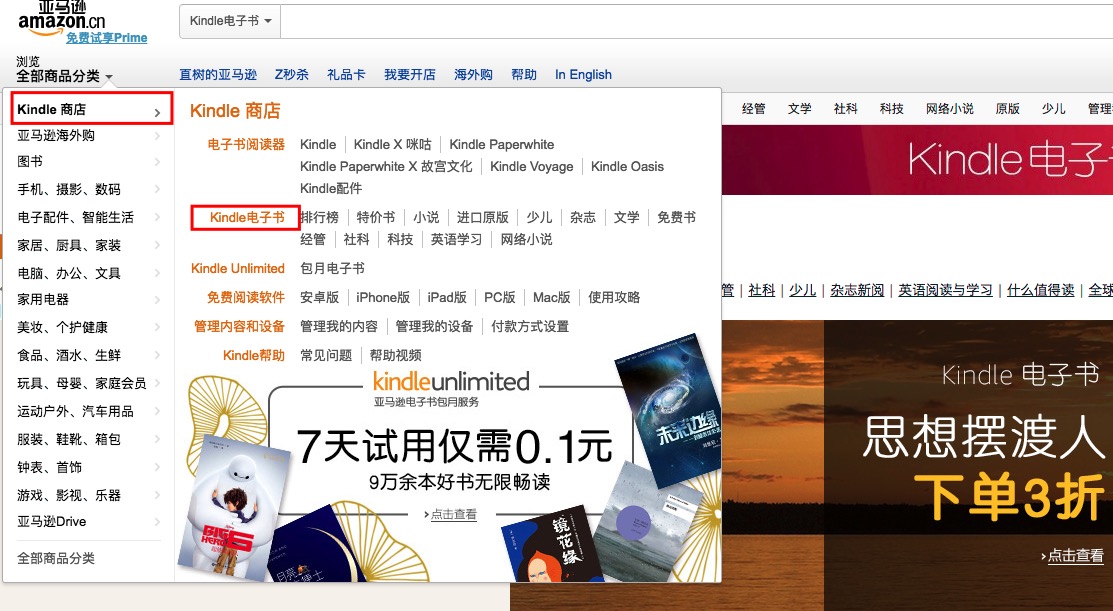 亚马逊
amazon.cn
免费试享Prime
Kindle电子书
浏览
全部商品分类
直树的亚马逊 Z秒杀 礼品卡 我要开店 海外购 帮助 In English
Kindle 商店
亚马逊海外购
图书
手机、摄影、数码
电子配件、智能生活
家居、厨具、家装
电脑、办公、文具
家用电器
美妆、个护健康
食品、酒水、生鲜
玩具、母婴、家庭会员
运动户外、汽车用品
服装、鞋靴、箱包
钟表、首饰
游戏、影视、乐器
亚马逊Drive
全部商品分类
Kindle 商店
电子书阅读器 Kindle Kindle X 咪咕 Kindle Paperwhite
Kindle Paperwhite X 故宫文化 Kindle Voyage Kindle Oasis
Kindle配件
Kindle电子书 排行榜 特价书 小说 进口原版 少儿 杂志 文学 免费书
经管 社科 科技 英语学习 网络小说
Kindle Unlimited 包月电子书
免费阅读软件 安卓版 iPhone版 iPad版 PC版 Mac版 使用攻略
管理内容和设备 管理我的内容 管理我的设备 付款方式设置
Kindle帮助 常见问题 帮助视频
kindleunlimited
亚马逊电子书包月服务
7天试用仅需0.1元
9万余本好书无限畅读
›点击查看
BIG HERO 6
未来边缘
镜花缘
经管 文学 社科 科技 网络小说 原版 少儿 管理
Kindle 电子
管 | 社科 | 少儿 | 杂志新阅 | 英语阅读与学习 | 什么值得读 | 全球
Kindle 电子书
思想摆渡人
下单3折
›点击查看